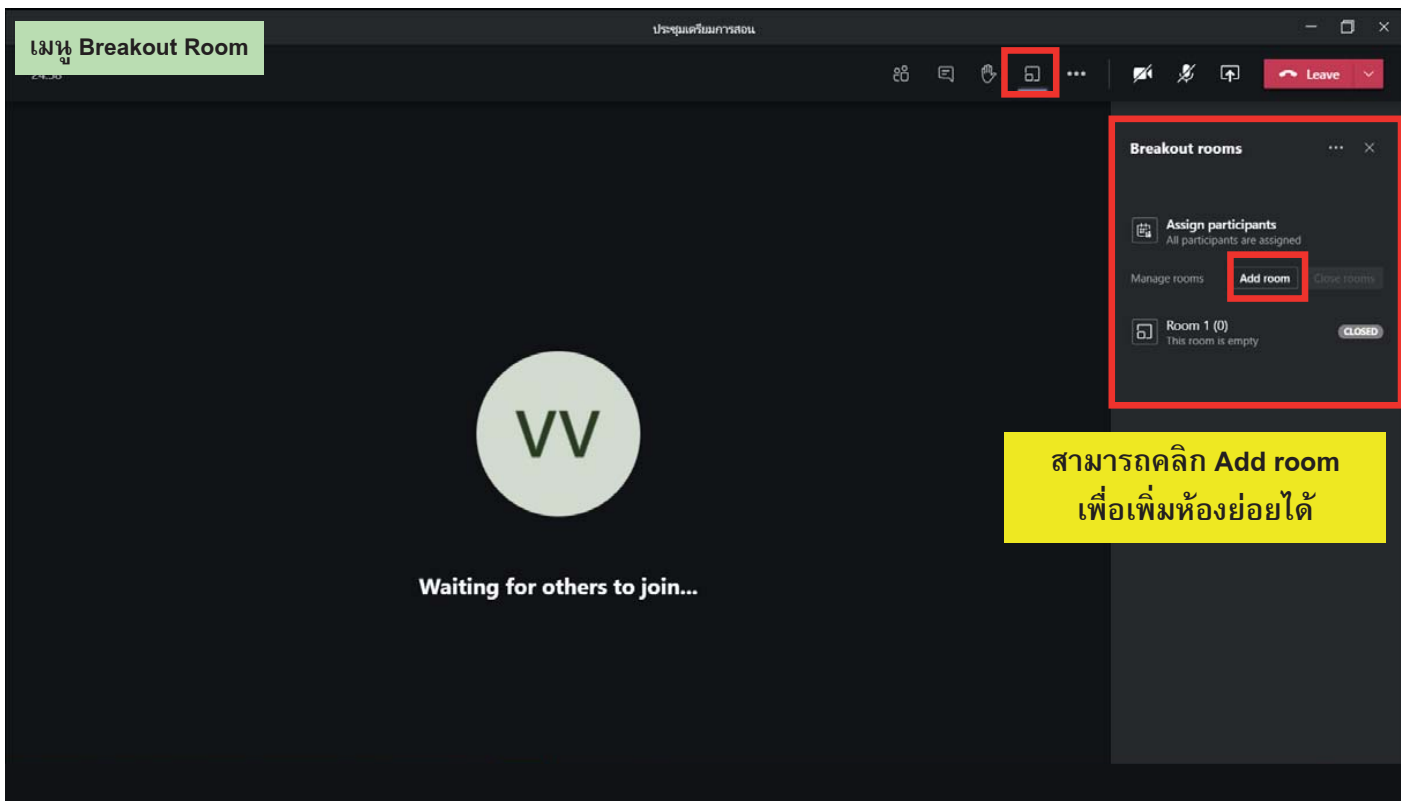 ประชุมเตรียมการสอน
เมนู Breakout Room
Leave
Breakout rooms
Assign participants
All participants are assigned
Manage rooms Add room Close rooms
Room 1 (0)
This room is empty
CLOSED
VV
สามารถคลิก Add room
เพื่อเพิ่มห้องย่อยได้
Waiting for others to join...